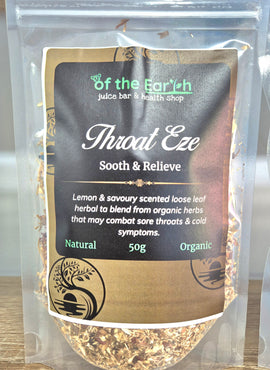 of the Earth
juice bar & health shop
Throat Eze
Sooth & Relieve
Lemon & savoury scented loose leaf
herbal to blend from organic herbs
that may combat sore throats & cold
symptoms.
Natural 50g Organic